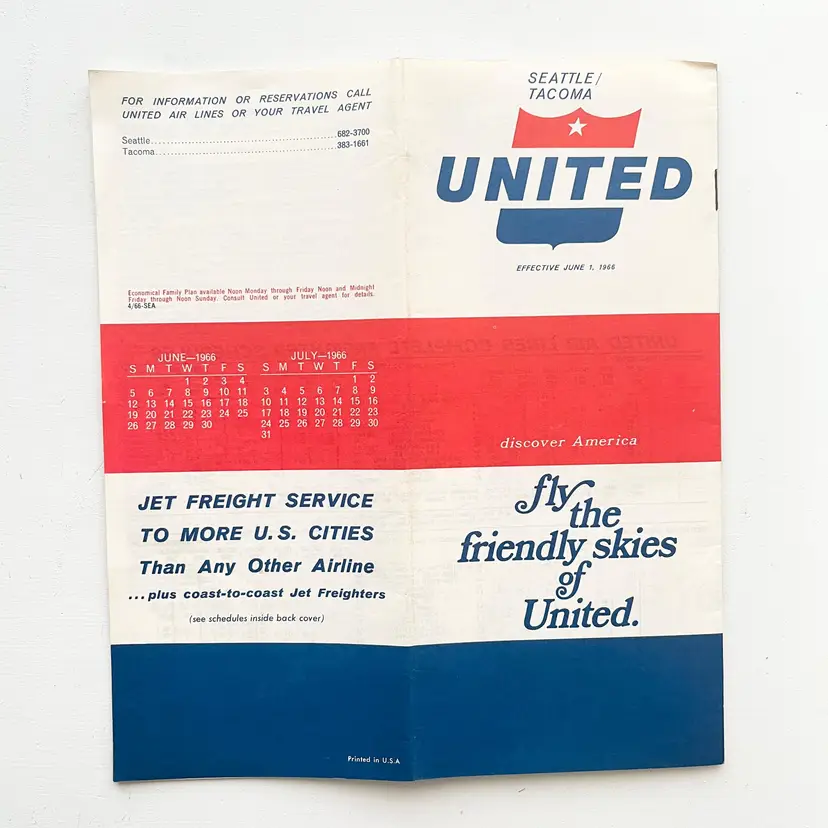 FOR INFORMATION OR RESERVATIONS CALL
UNITED AIR LINES OR YOUR TRAVEL AGENT
Seattle........................................682-3700
Tacoma........................................383-1661
Economical Family Plan available Noon Monday through Friday Noon and Midnight
Friday through Noon Sunday. Consult United or your travel agent for details.
4/66-SEA
JUNE—1966
S M T W T F S
1 2 3 4
5 6 7 8 9 10 11
12 13 14 15 16 17 18
19 20 21 22 23 24 25
26 27 28 29 30
JULY—1966
S M T W T F S
1 2
3 4 5 6 7 8 9
10 11 12 13 14 15 16
17 18 19 20 21 22 23
24 25 26 27 28 29 30
31
JET FREIGHT SERVICE
TO MORE U.S. CITIES
Than Any Other Airline
...plus coast-to-coast Jet Freighters
(see schedules inside back cover)
Printed in U.S.A
SEATTLE/
TACOMA
UNITED
EFFECTIVE JUNE 1, 1966
discover America
fly
the
friendly skies
of
United.